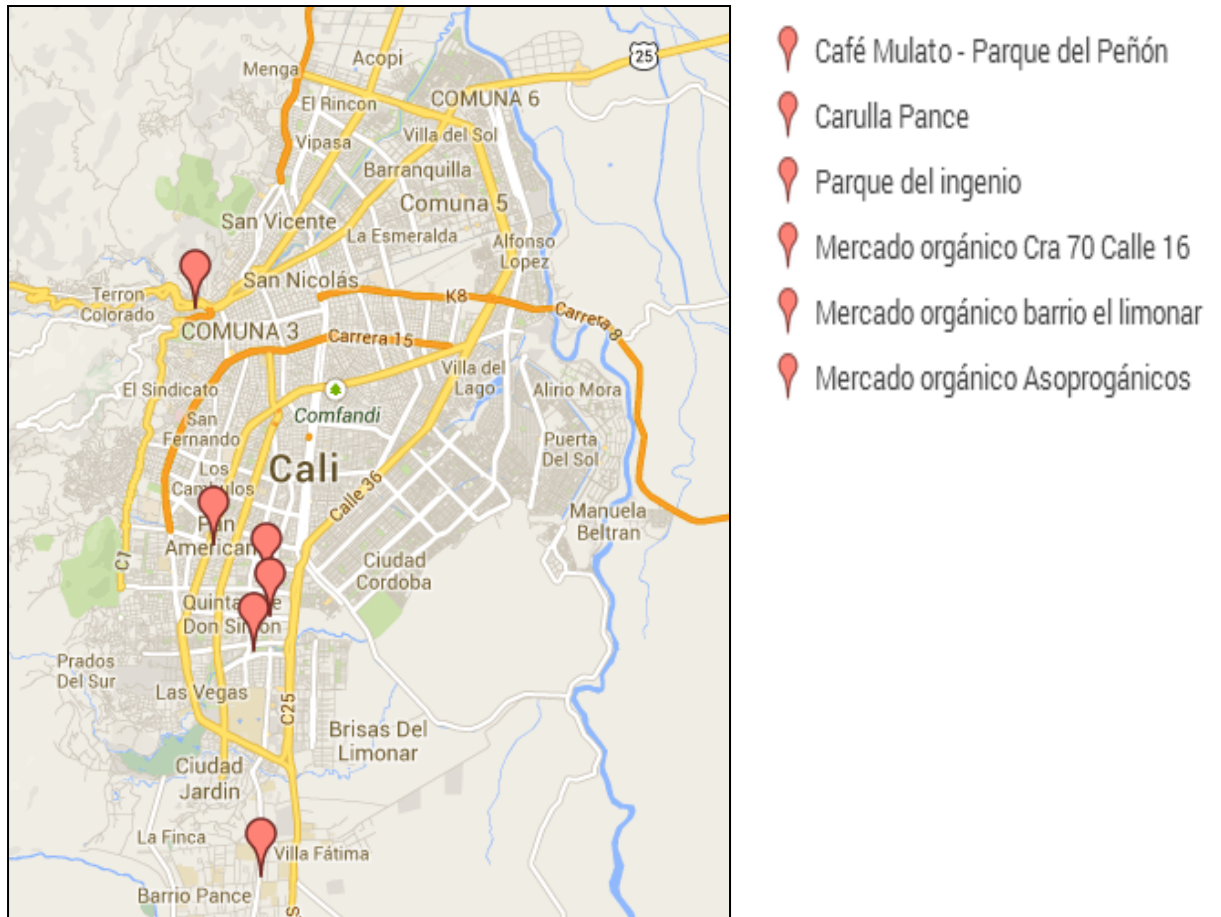 Acopi
Menga
25
El Rincon
COMUNA 6
Vipasa
Villa del Sol
Barranquilla
Comuna 5
San Vicente
La Esmeralda
Alfonso
Lopez
San Nicolás
Terron
Colorado
K8
Carrera 8
COMUNA 3
Carrera 15
Villa del
Lago
El Sindicato
Alirio Mora
Comfandi
San
Fernando
Puerta
Del Sol
Los
Cambulos
Cali
Calle 36
Manuela
Beltran
Pan
American
C1
Ciudad
Cordoba
Quintas de
Don Simon
Prados
Del Sur
Las Vegas
C25
Brisas Del
Limonar
Ciudad
Jardin
La Finca
Villa Fátima
Barrio Pance
S
Café Mulato - Parque del Peñón
Carulla Pance
Parque del ingenio
Mercado orgánico Cra 70 Calle 16
Mercado orgánico barrio el limonar
Mercado orgánico Asoprogánicos